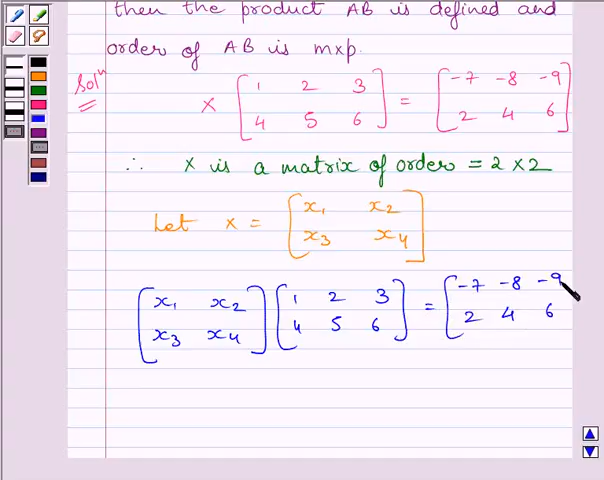 then the product AB is defined and
order of AB is mxp.
Solⁿ
X [1 2 3 = [-7 -8 -9
4 5 6] 2 4 6]
∴ X is a matrix of order = 2 x 2
Let x = [x₁ x₂
x₃ x₄]
[x₁ x₂ [1 2 3 = [-7 -8 -9
x₃ x₄] 4 5 6] 2 4 6